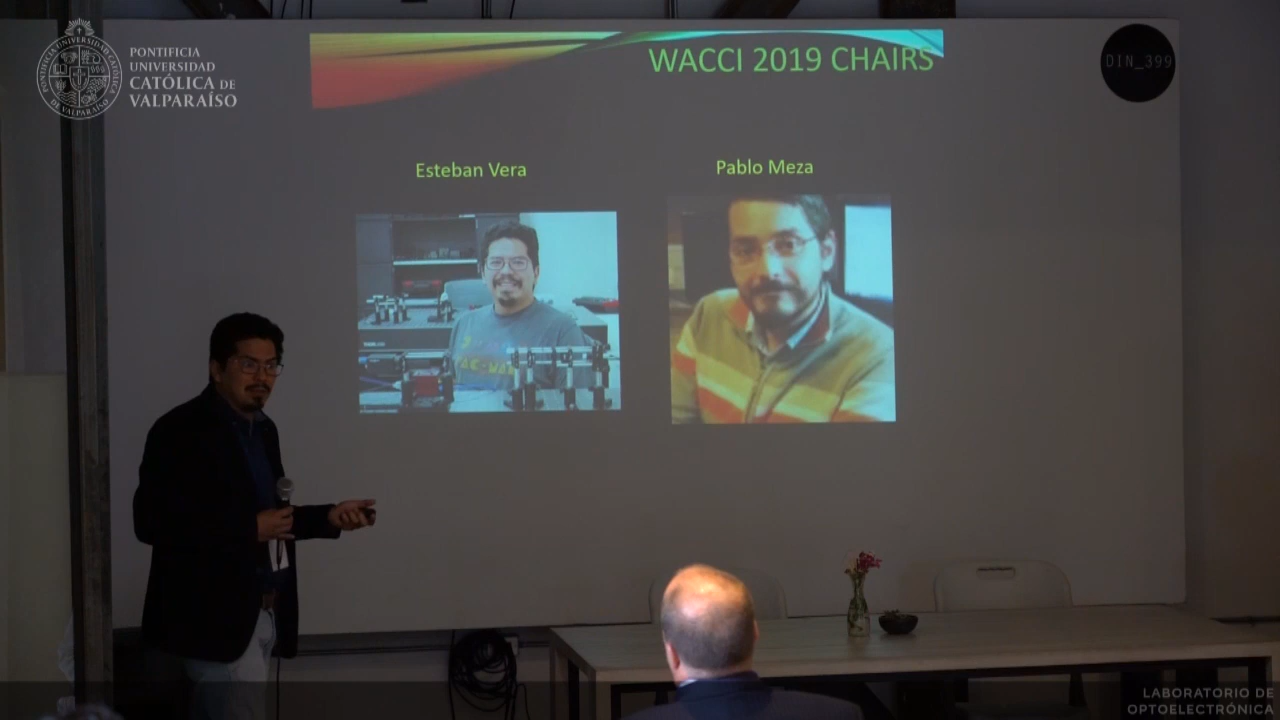 PONTIFICIA
UNIVERSIDAD
CATÓLICA DE
VALPARAÍSO
WACCI 2019 CHAIRS
DIN_399
Esteban Vera
Pablo Meza
LABORATORIO DE
OPTOELECTRÓNICA